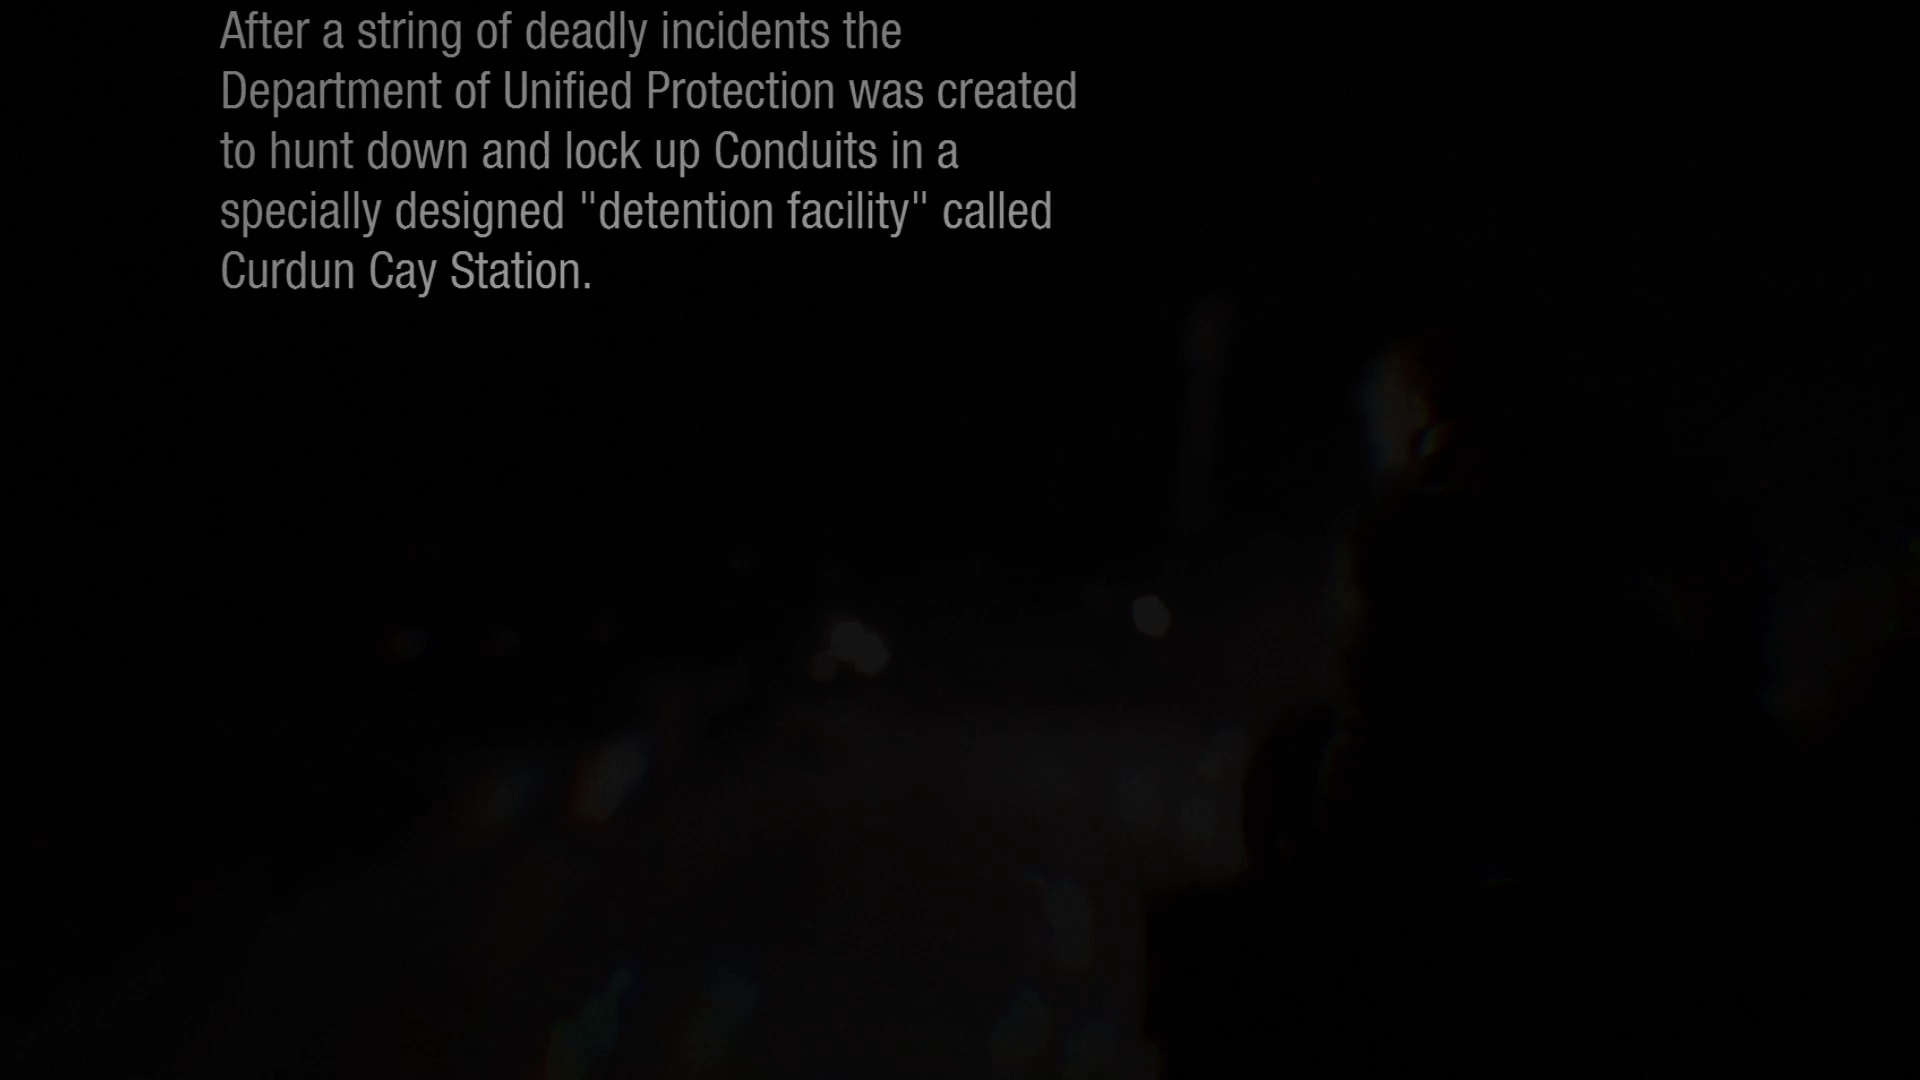 After a string of deadly incidents the
Department of Unified Protection was created
to hunt down and lock up Conduits in a
specially designed "detention facility" called
Curdun Cay Station.